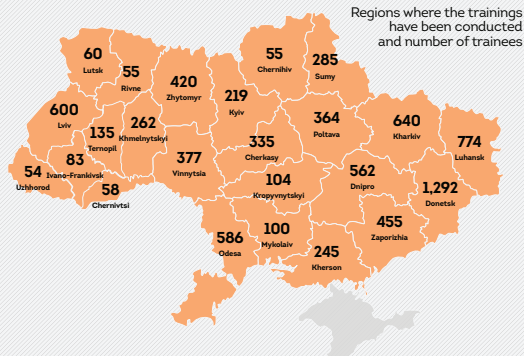 Regions where the trainings
have been conducted
and number of trainees
60
Lutsk
55
Rivne
420
Zhytomyr
55
Chernihiv
285
Sumy
219
Kyiv
600
Lviv
135
Ternopil
262
Khmelnytskyi
335
Cherkasy
364
Poltava
640
Kharkiv
774
Luhansk
54
Uzhhorod
83
Ivano-Frankivsk
58
Chernivtsi
377
Vinnytsia
104
Kropyvnytskyi
562
Dnipro
1,292
Donetsk
586
Odesa
100
Mykolaiv
245
Kherson
455
Zaporizhia